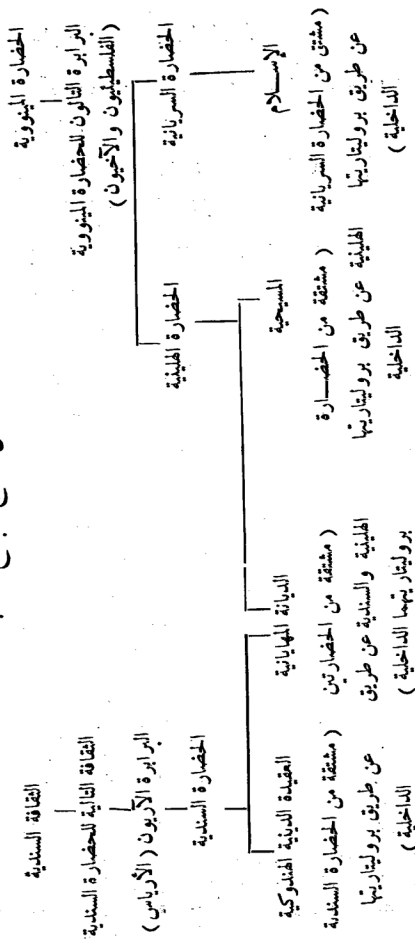 الحضارة المينووية
البرابرة التالون للحضارة المينووية
( الفلسطينيون والآخيون )
الحضارة السريانية
الإسلام
( مشتق من الحضارة السريانية
عن طريق بروليتاريتها
الداخلية )
الحضارة الهلينية
المسيحية
( مشتقة من الحضارة
الهلينية عن طريق بروليتاريتها
الداخلية
الديانة المهايانية
( مشتقة من الحضارتين
الهلينية والسندية عن طريق
بروليتاريتهما الداخلية )
الثقافة السندية
الثقافة التالية للحضارة السندية
البرابرة الآريون ( الأرياس )
الحضارة السندية
العقيدة الدينية الهندوكية
( مشتقة من الحضارة السندية
عن طريق بروليتاريتها
الداخلية )